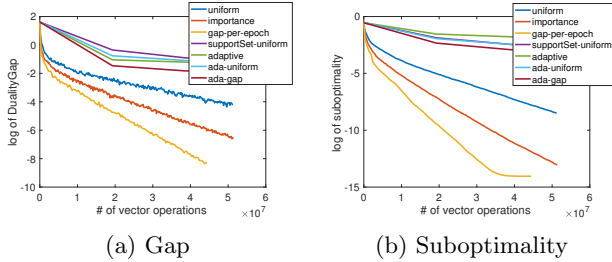 2
0
-2
-4
-6
-8
-10
log of DualityGap
0 1 2 3 4 5 6
# of vector operations
×10^7
uniform
importance
gap-per-epoch
supportSet-uniform
adaptive
ada-uniform
ada-gap
(a) Gap
0
-5
-10
-15
log of suboptimality
0 1 2 3 4 5 6
# of vector operations
×10^7
uniform
importance
gap-per-epoch
supportSet-uniform
adaptive
ada-uniform
ada-gap
(b) Suboptimality